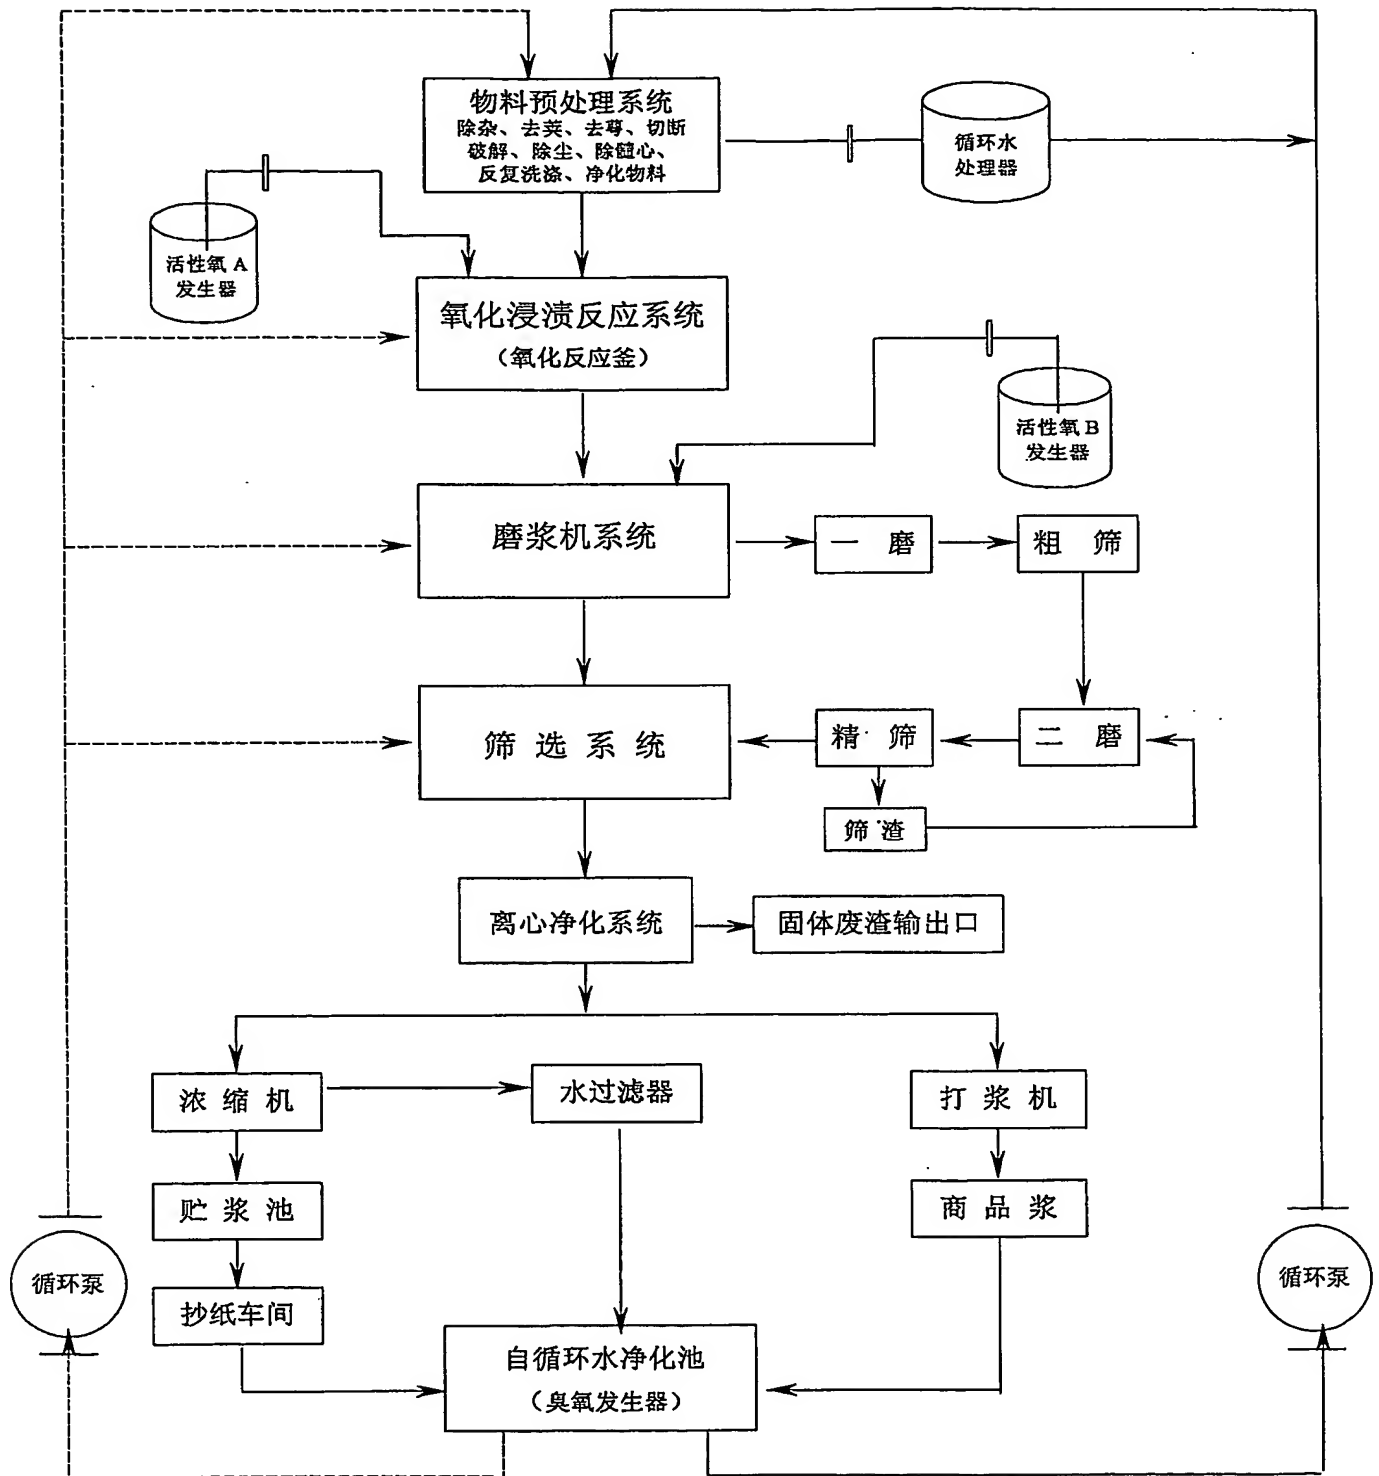 物料预处理系统
除杂、去荚、去萼、切断
破解、除尘、除髓心、
反复洗涤、净化物料
循环水
处理器
活性氧 A
发生器
氧化浸渍反应系统
（氧化反应釜）
活性氧 B
发生器
磨浆机系统
一 磨
粗 筛
筛 选 系 统
精 筛
二 磨
筛 渣
离心净化系统
固体废渣输出口
浓 缩 机
水过滤器
打 浆 机
贮 浆 池
商 品 浆
循环泵
循环泵
抄纸车间
自循环水净化池
（臭氧发生器）